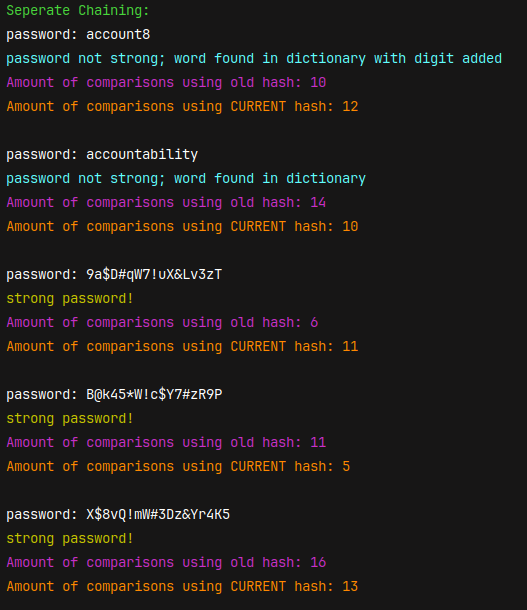 Seperate Chaining:
password: account8
password not strong; word found in dictionary with digit added
Amount of comparisons using old hash: 10
Amount of comparisons using CURRENT hash: 12
password: accountability
password not strong; word found in dictionary
Amount of comparisons using old hash: 14
Amount of comparisons using CURRENT hash: 10
password: 9a$D#qW7!uX&Lv3zT
strong password!
Amount of comparisons using old hash: 6
Amount of comparisons using CURRENT hash: 11
password: B@k45*W!c$Y7#zR9P
strong password!
Amount of comparisons using old hash: 11
Amount of comparisons using CURRENT hash: 5
password: X$8vQ!mW#3Dz&Yr4K5
strong password!
Amount of comparisons using old hash: 16
Amount of comparisons using CURRENT hash: 13